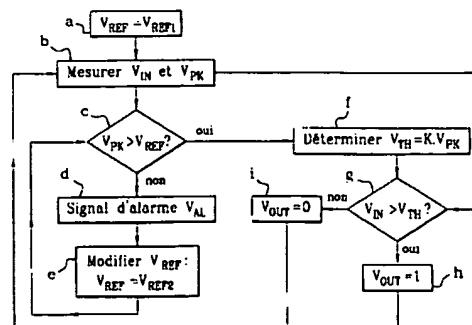 a
V_REF = V_REF1
b
Mesurer V_IN et V_PK
c
V_PK > V_REF ?
oui
non
d
Signal d'alarme V_AL
e
Modifier V_REF :
V_REF = V_REF2
f
Déterminer V_TH = K.V_PK
g
V_IN > V_TH ?
non
i
V_OUT = 0
oui
V_OUT = 1
h